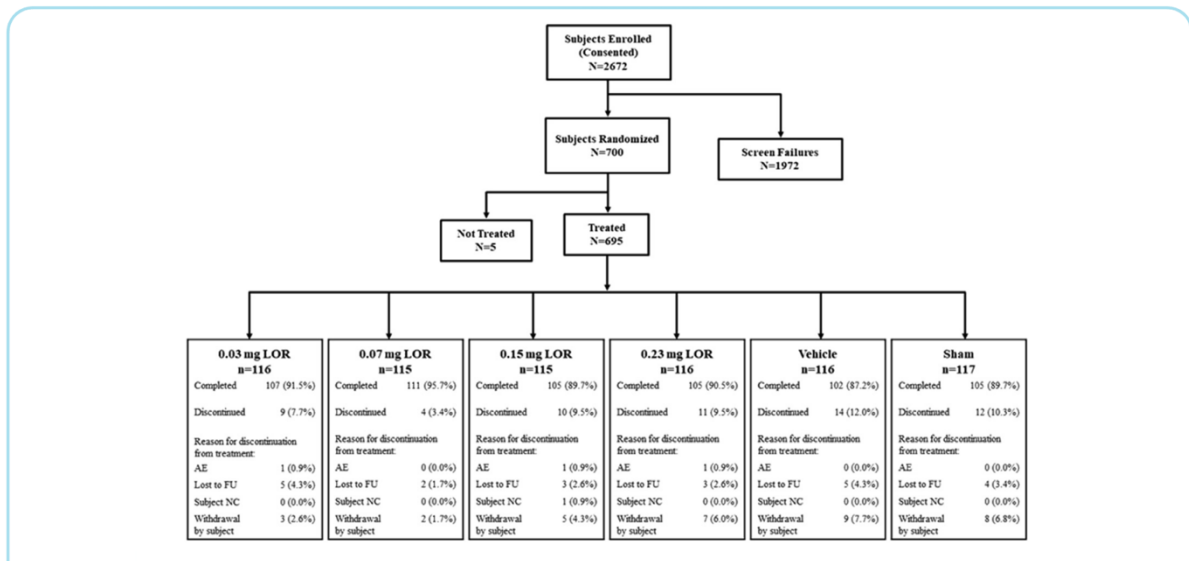 Subjects Enrolled
(Consented)
N=2672
Subjects Randomized
N=700
Screen Failures
N=1972
Not Treated
N=5
Treated
N=695
0.03 mg LOR
n=116
Completed 107 (91.5%)
Discontinued 9 (7.7%)
Reason for discontinuation
from treatment:
AE 1 (0.9%)
Lost to FU 5 (4.3%)
Subject NC 0 (0.0%)
Withdrawal 3 (2.6%)
by subject
0.07 mg LOR
n=115
Completed 111 (95.7%)
Discontinued 4 (3.4%)
Reason for discontinuation
from treatment:
AE 0 (0.0%)
Lost to FU 2 (1.7%)
Subject NC 0 (0.0%)
Withdrawal 2 (1.7%)
by subject
0.15 mg LOR
n=115
Completed 105 (89.7%)
Discontinued 10 (9.5%)
Reason for discontinuation
from treatment:
AE 1 (0.9%)
Lost to FU 3 (2.6%)
Subject NC 1 (0.9%)
Withdrawal 5 (4.3%)
by subject
0.23 mg LOR
n=116
Completed 105 (90.5%)
Discontinued 11 (9.5%)
Reason for discontinuation
from treatment:
AE 1 (0.9%)
Lost to FU 3 (2.6%)
Subject NC 0 (0.0%)
Withdrawal 7 (6.0%)
by subject
Vehicle
n=116
Completed 102 (87.2%)
Discontinued 14 (12.0%)
Reason for discontinuation
from treatment:
AE 0 (0.0%)
Lost to FU 5 (4.3%)
Subject NC 0 (0.0%)
Withdrawal 9 (7.7%)
by subject
Sham
n=117
Completed 105 (89.7%)
Discontinued 12 (10.3%)
Reason for discontinuation
from treatment:
AE 0 (0.0%)
Lost to FU 4 (3.4%)
Subject NC 0 (0.0%)
Withdrawal 8 (6.8%)
by subject